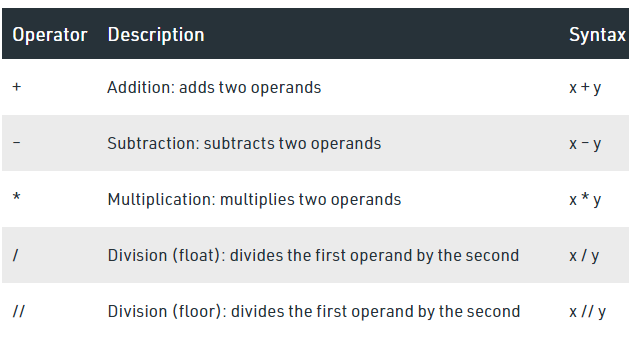 Operator Description Syntax
+ Addition: adds two operands x + y
– Subtraction: subtracts two operands x – y
* Multiplication: multiplies two operands x * y
/ Division (float): divides the first operand by the second x / y
// Division (floor): divides the first operand by the second x // y